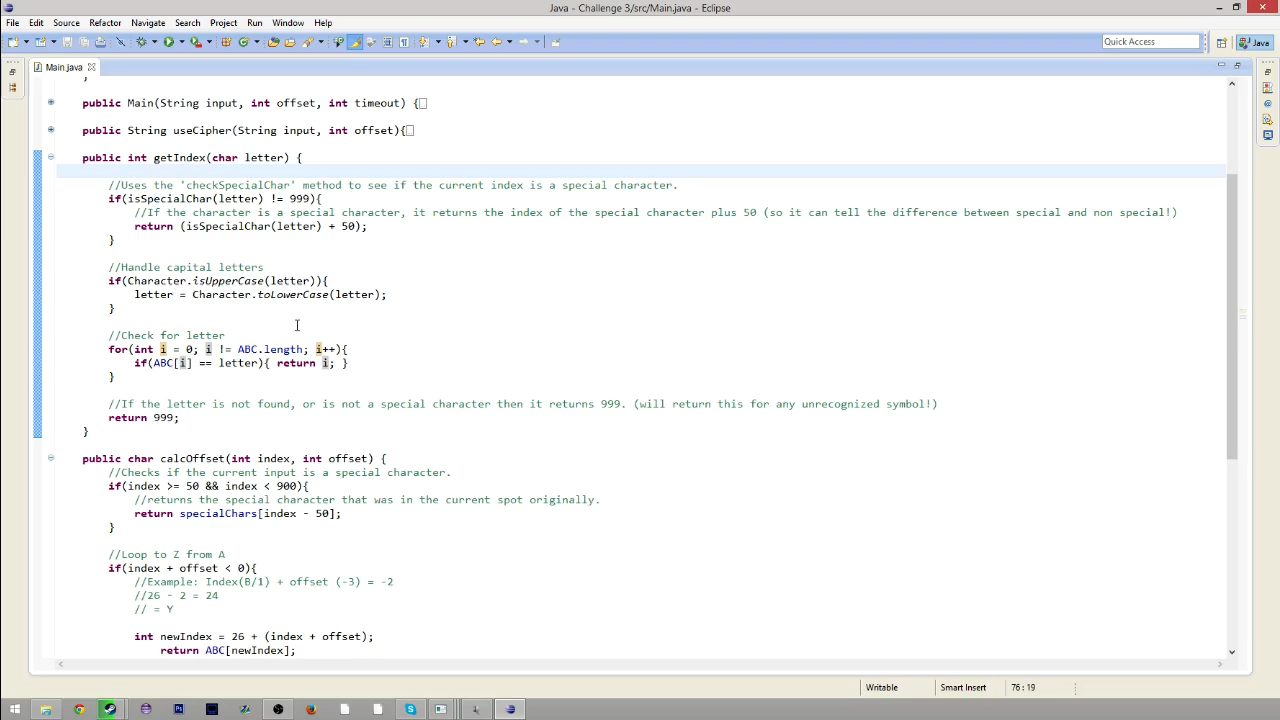 Java - Challenge 3/src/Main.java - Eclipse
File Edit Source Refactor Navigate Search Project Run Window Help
Quick Access Java
Main.java
}
public Main(String input, int offset, int timeout) {
public String useCipher(String input, int offset){
public int getIndex(char letter) {
//Uses the 'checkSpecialChar' method to see if the current index is a special character.
if(isSpecialChar(letter) != 999){
//If the character is a special character, it returns the index of the special character plus 50 (so it can tell the difference between special and non special!)
return (isSpecialChar(letter) + 50);
}
//Handle capital letters
if(Character.isUpperCase(letter)){
letter = Character.toLowerCase(letter);
}
//Check for letter
for(int i = 0; i != ABC.length; i++){
if(ABC[i] == letter){ return i; }
}
//If the letter is not found, or is not a special character then it returns 999. (will return this for any unrecognized symbol!)
return 999;
}
public char calcOffset(int index, int offset) {
//Checks if the current input is a special character.
if(index >= 50 && index < 900){
//returns the special character that was in the current spot originally.
return specialChars[index - 50];
}
//Loop to Z from A
if(index + offset < 0){
//Example: Index(B/1) + offset (-3) = -2
//26 - 2 = 24
// = Y
int newIndex = 26 + (index + offset);
return ABC[newIndex];
Writable Smart Insert 76 : 19